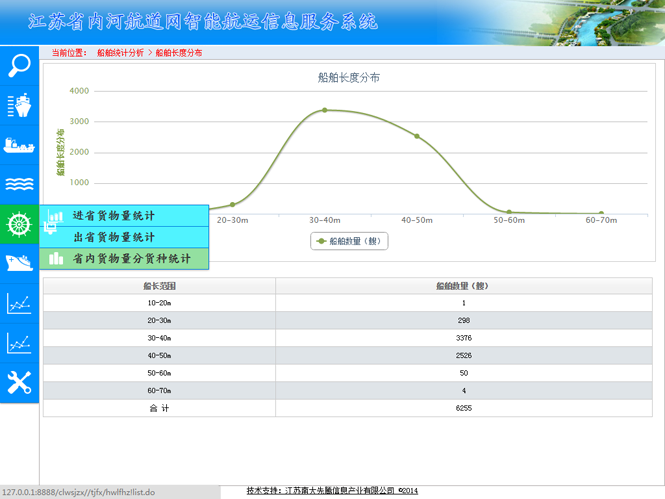 江苏省内河航道网智能航运信息服务系统
当前位置： 船舶统计分析 > 船舶长度分布
船舶长度分布
4000
3000
2000
1000
船舶长度分布
20-30m 30-40m 40-50m 50-60m 60-70m
船舶数量（艘）
进省货物量统计
出省货物量统计
省内货物量分货种统计
船长范围 船舶数量（艘）
10-20m 1
20-30m 298
30-40m 3376
40-50m 2526
50-60m 50
60-70m 4
合 计 6255
127.0.0.1:8888/clwsjzx//tjfx/hwlfhz!list.do
技术支持：江苏南大先腾信息产业有限公司 ©2014